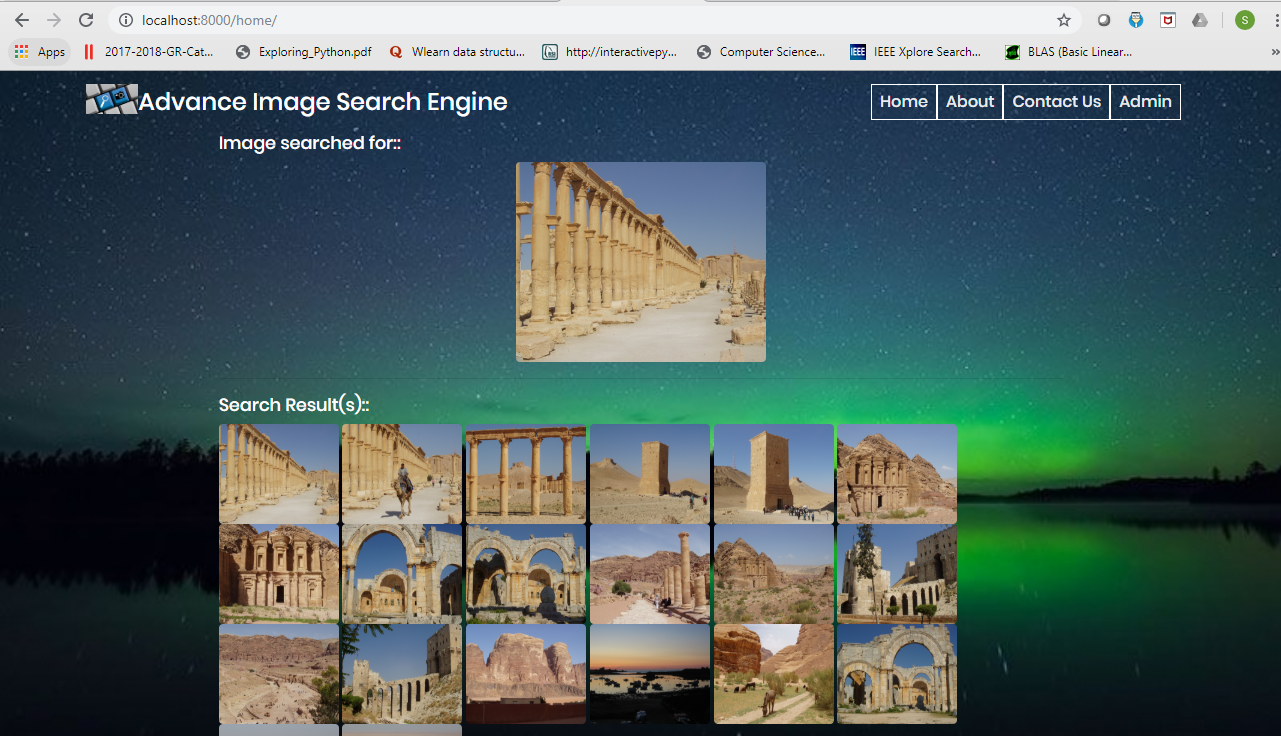 localhost:8000/home/
S
Apps 2017-2018-GR-Cat... Exploring_Python.pdf Q Wlearn data structu... http://interactivepy... Computer Science... IEEE IEEE Xplore Search... BLAS (Basic Linear... »
Advance Image Search Engine
Home About Contact Us Admin
Image searched for::
Search Result(s)::